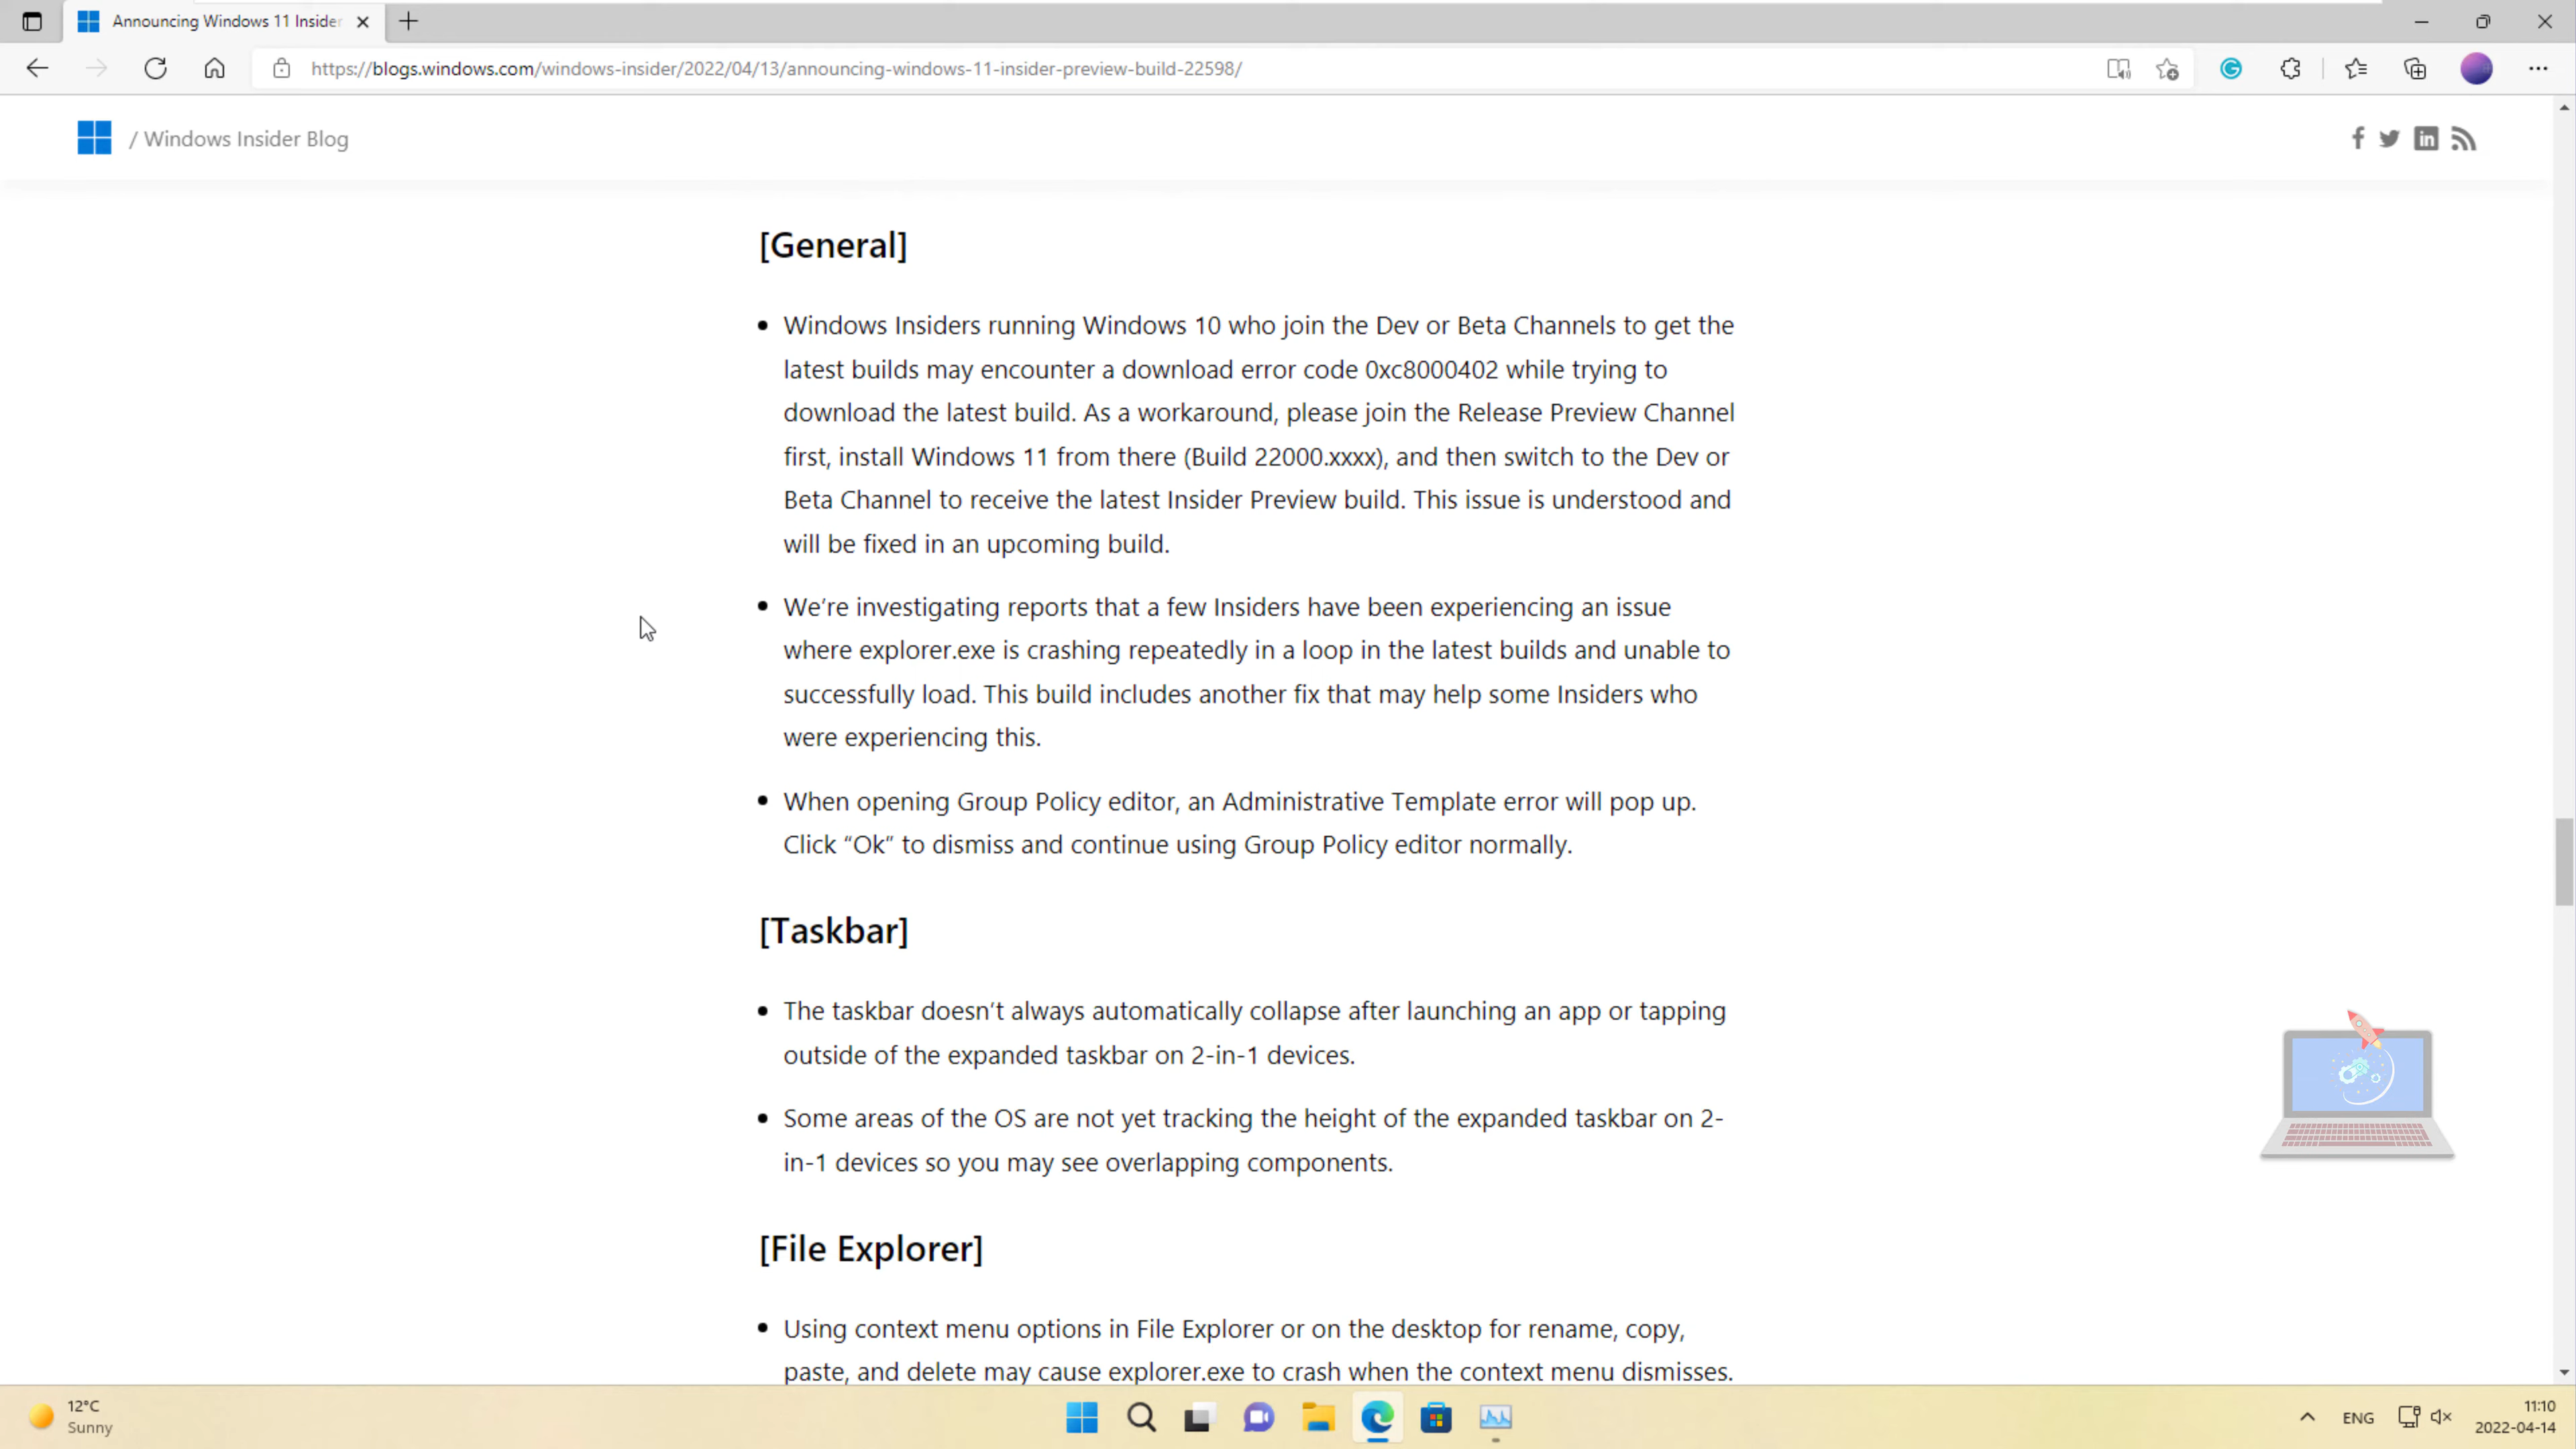 Announcing Windows 11 Insider
https://blogs.windows.com/windows-insider/2022/04/13/announcing-windows-11-insider-preview-build-22598/
/ Windows Insider Blog
[General]
• Windows Insiders running Windows 10 who join the Dev or Beta Channels to get the
latest builds may encounter a download error code 0xc8000402 while trying to
download the latest build. As a workaround, please join the Release Preview Channel
first, install Windows 11 from there (Build 22000.xxxx), and then switch to the Dev or
Beta Channel to receive the latest Insider Preview build. This issue is understood and
will be fixed in an upcoming build.
• We’re investigating reports that a few Insiders have been experiencing an issue
where explorer.exe is crashing repeatedly in a loop in the latest builds and unable to
successfully load. This build includes another fix that may help some Insiders who
were experiencing this.
• When opening Group Policy editor, an Administrative Template error will pop up.
Click “Ok” to dismiss and continue using Group Policy editor normally.
[Taskbar]
• The taskbar doesn’t always automatically collapse after launching an app or tapping
outside of the expanded taskbar on 2-in-1 devices.
• Some areas of the OS are not yet tracking the height of the expanded taskbar on 2-
in-1 devices so you may see overlapping components.
[File Explorer]
• Using context menu options in File Explorer or on the desktop for rename, copy,
paste, and delete may cause explorer.exe to crash when the context menu dismisses.
12°C
Sunny
ENG
11:10
2022-04-14